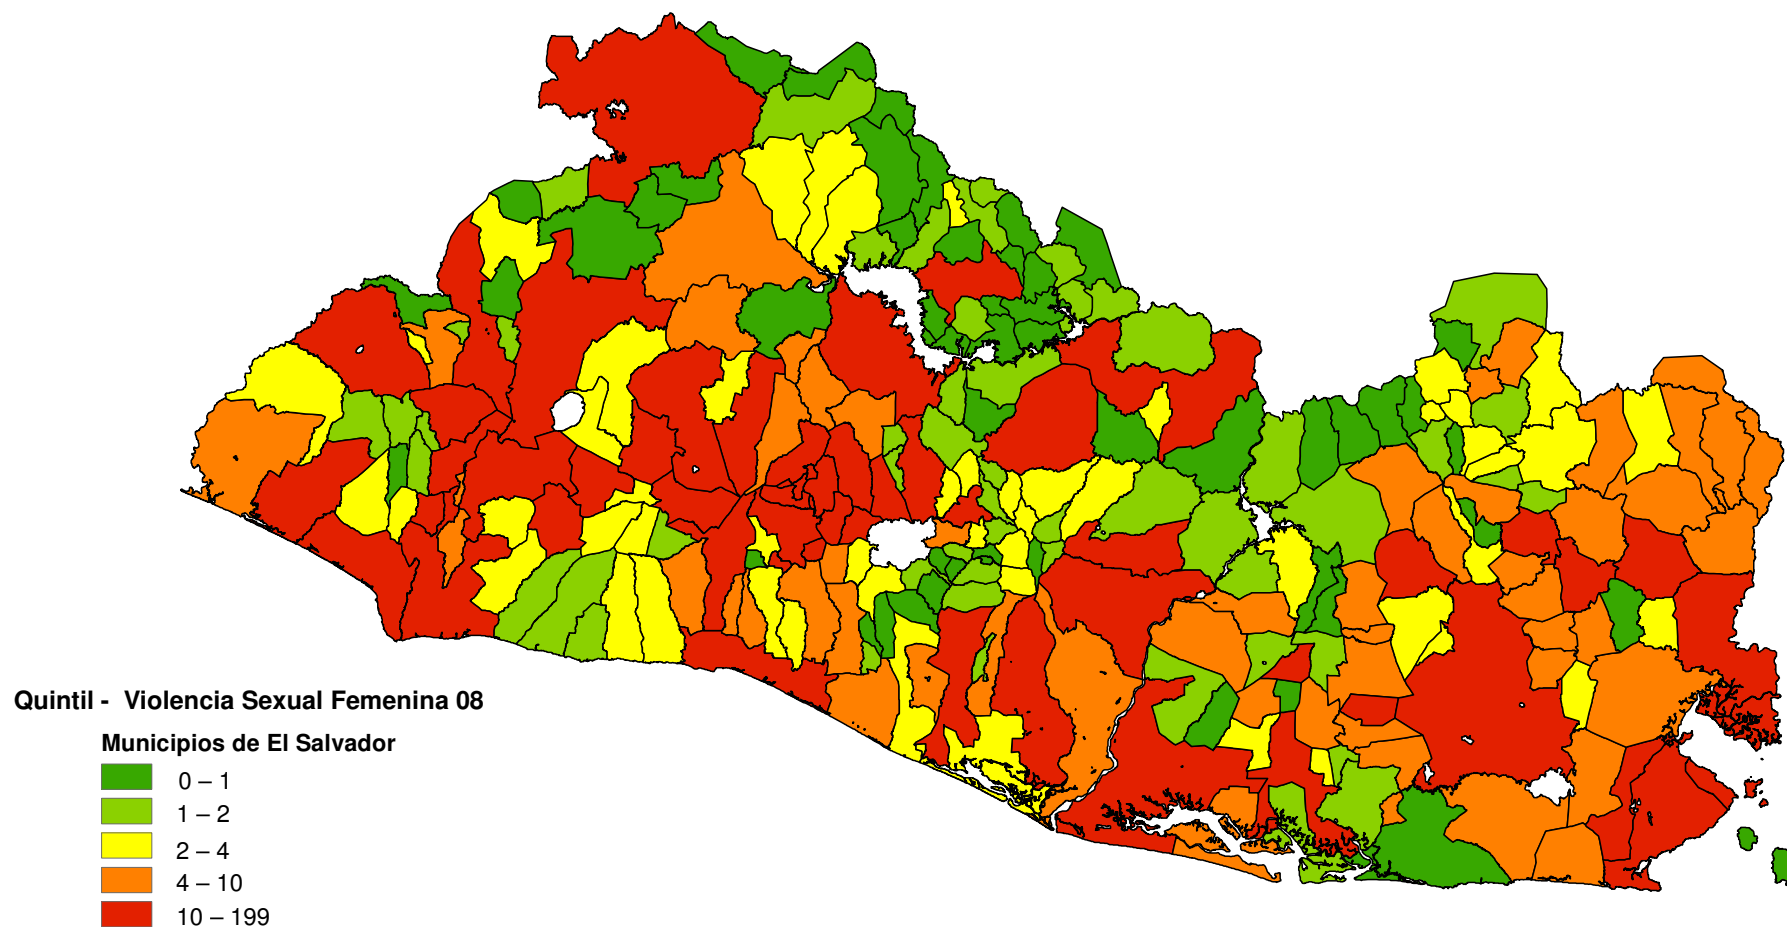 Quintil - Violencia Sexual Femenina 08
Municipios de El Salvador
0 – 1
1 – 2
2 – 4
4 – 10
10 – 199